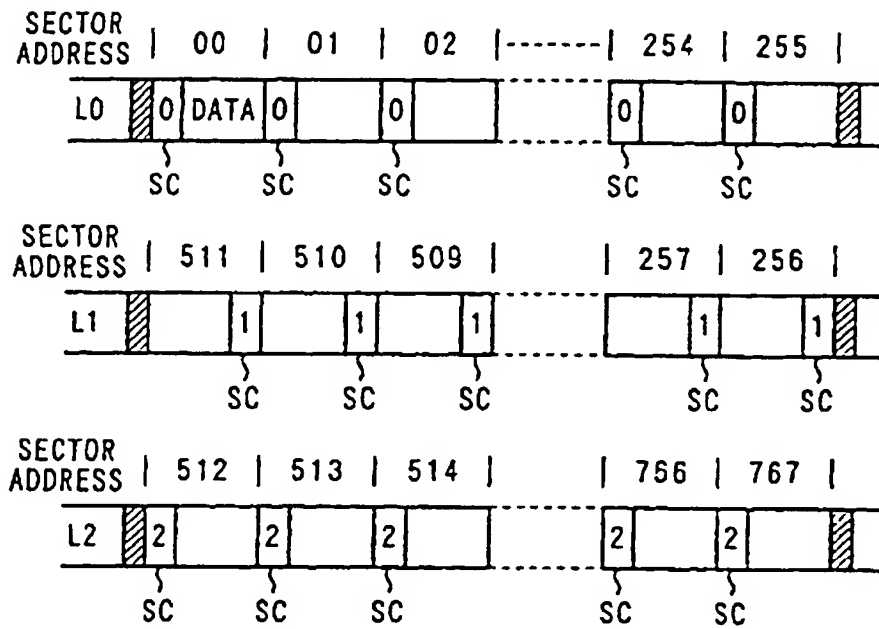 SECTOR
ADDRESS | 00 | 01 | 02 |------| 254 | 255 |
L0 0 DATA 0 0 0 0
SC SC SC SC SC
SECTOR
ADDRESS | 511 | 510 | 509 | 257 | 256 |
L1 1 1 1 1 1
SC SC SC SC SC
SECTOR
ADDRESS | 512 | 513 | 514 | 766 | 767 |
L2 2 2 2 2 2
SC SC SC SC SC